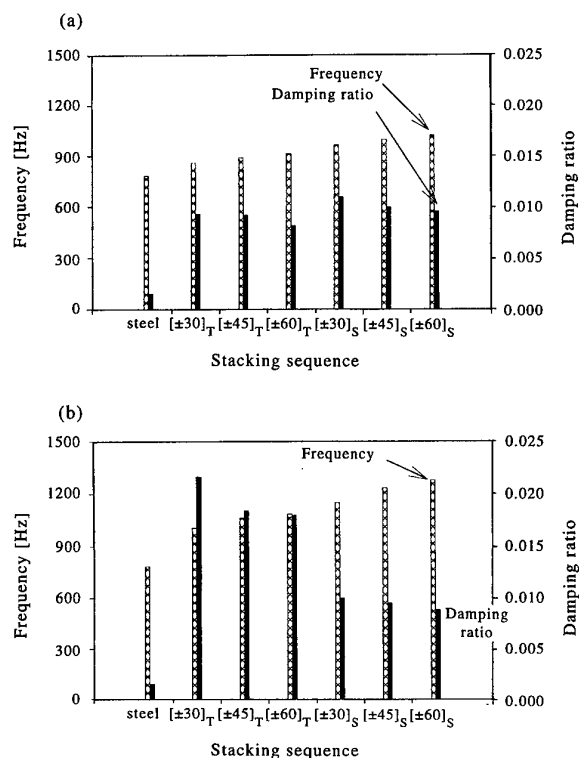 (a)
1500
1200
900
600
300
0
Frequency [Hz]
0.025
0.020
0.015
0.010
0.005
0.000
Damping ratio
Frequency
Damping ratio
steel [±30]T [±45]T [±60]T [±30]S [±45]S [±60]S
Stacking sequence
(b)
1500
1200
900
600
300
0
Frequency [Hz]
0.025
0.020
0.015
0.010
0.005
0.000
Damping ratio
Frequency
Damping
ratio
steel [±30]T [±45]T [±60]T [±30]S [±45]S [±60]S
Stacking sequence